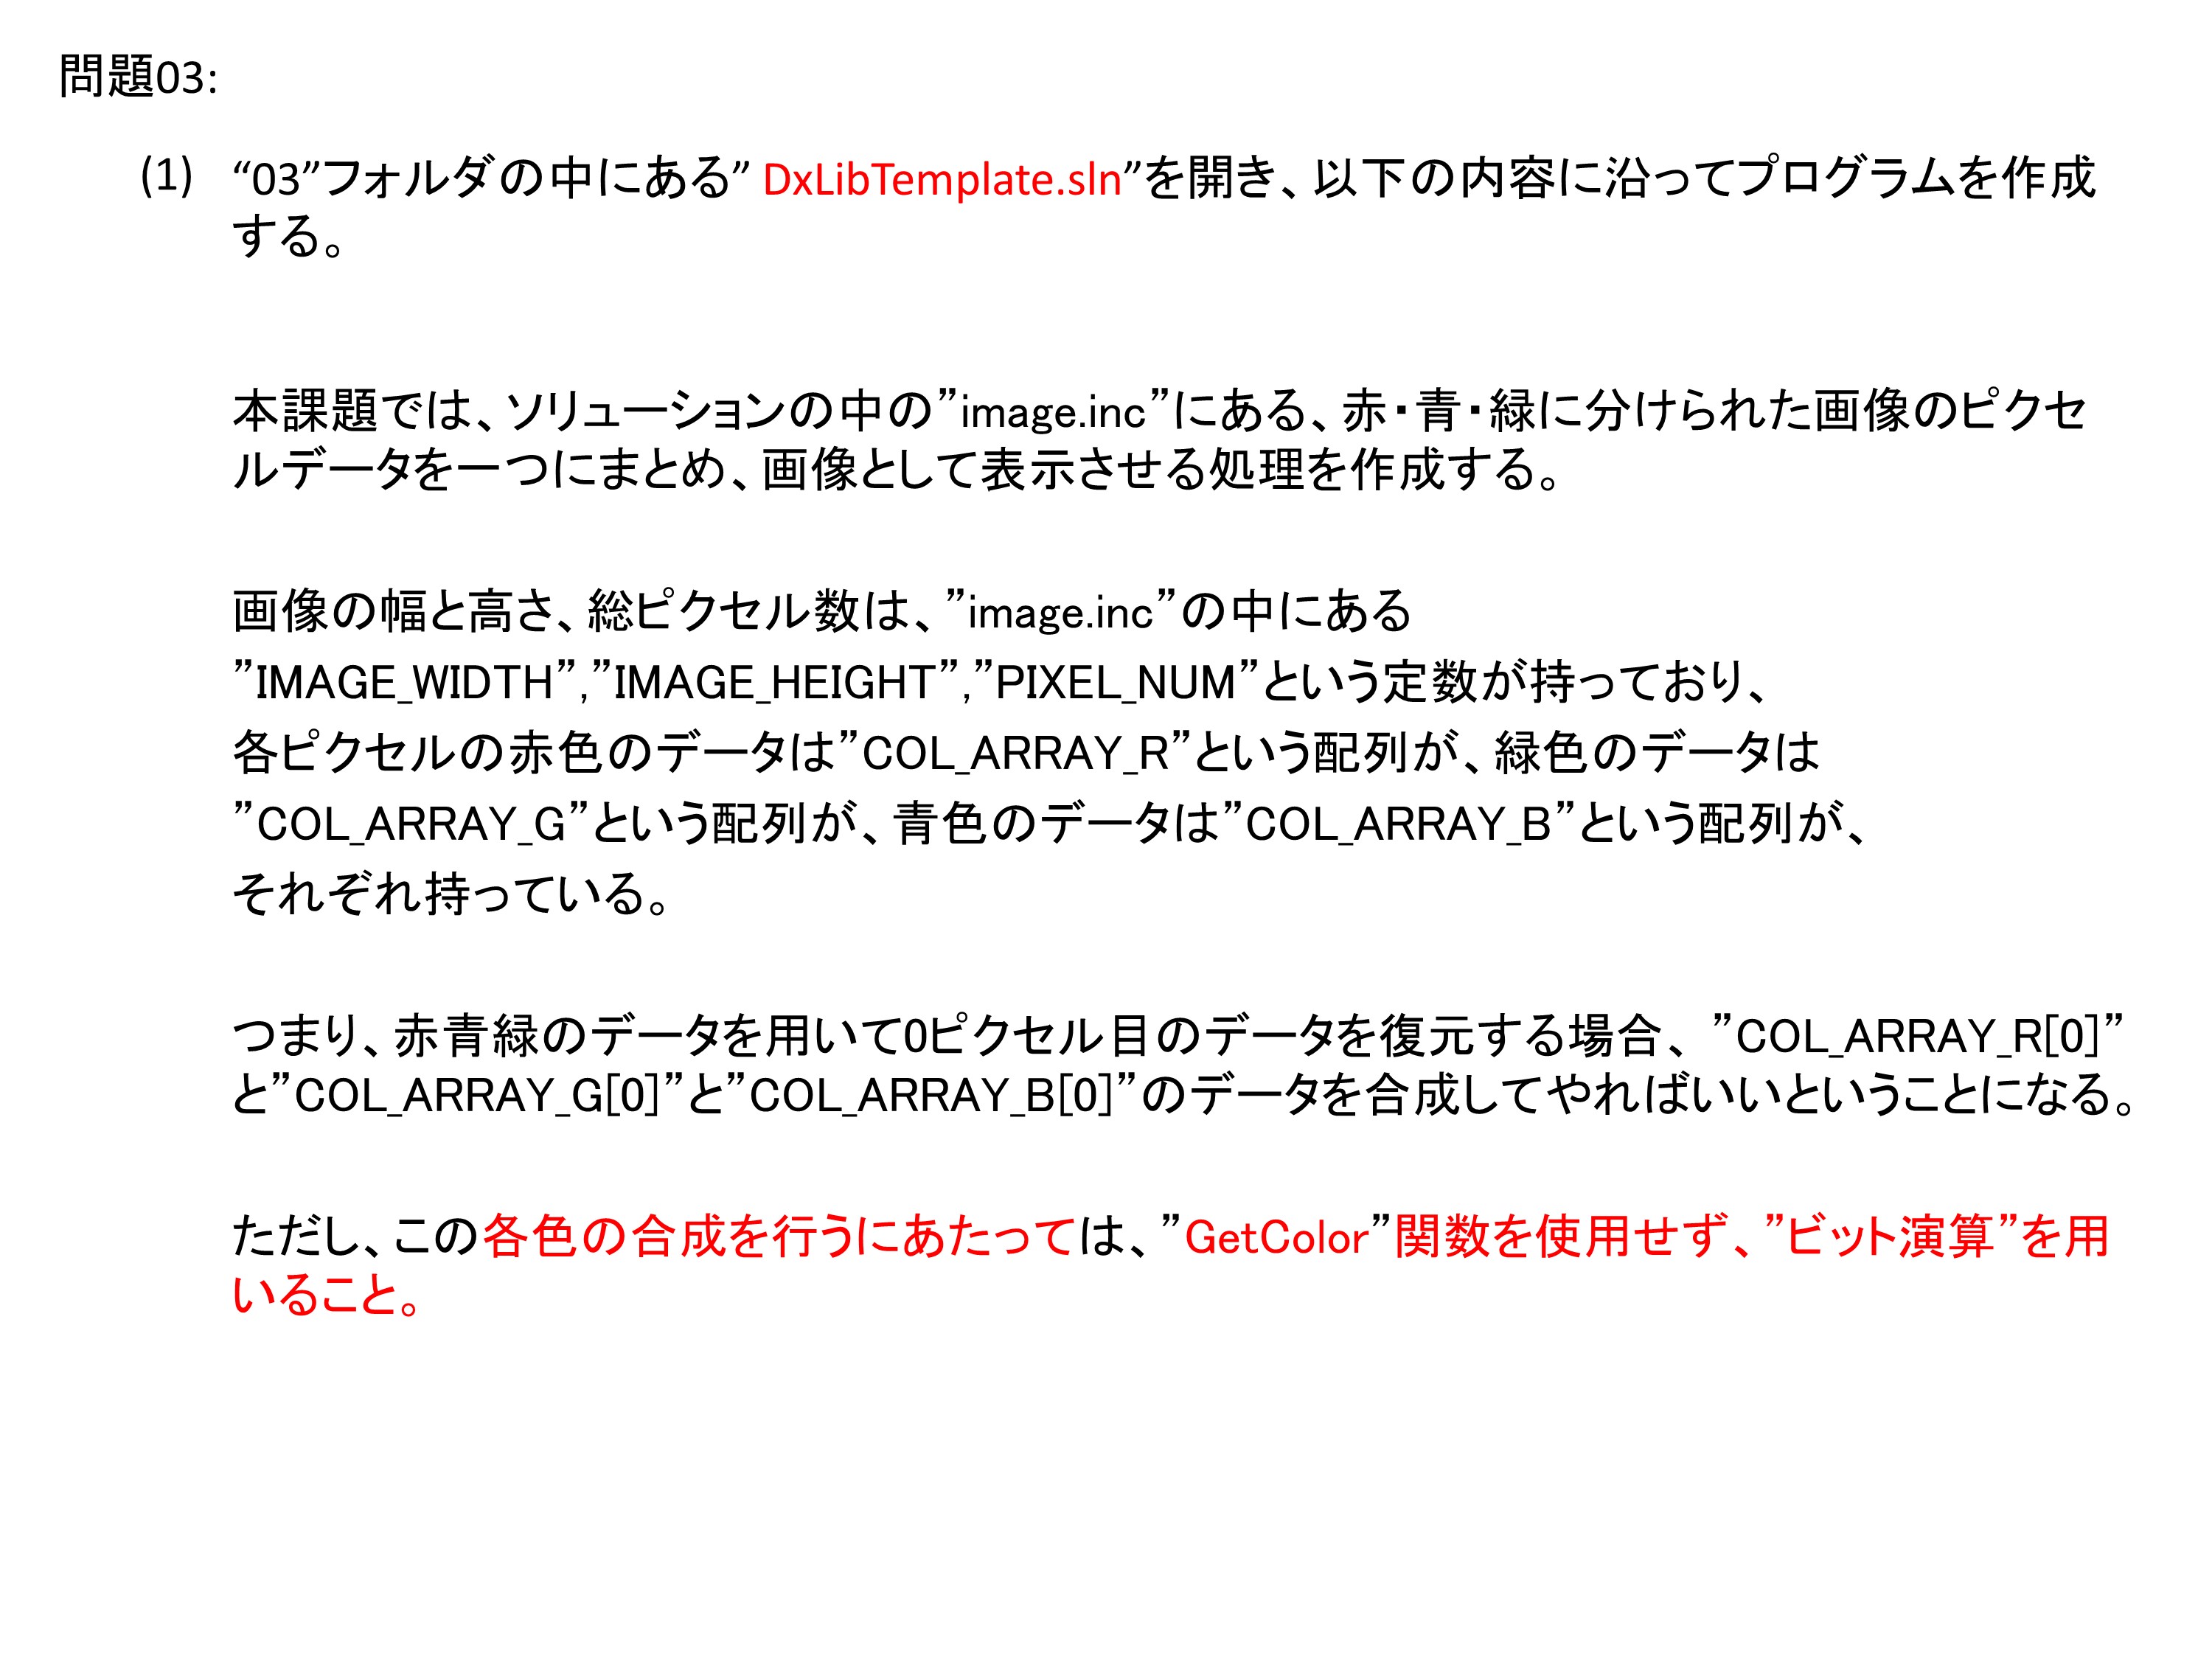 問題03:
(1) “03”フォルダの中にある” DxLibTemplate.sln”を開き、以下の内容に沿ってプログラムを作成
する。
本課題では、ソリューションの中の”image.inc”にある、赤・青・緑に分けられた画像のピクセ
ルデータを一つにまとめ、画像として表示させる処理を作成する。
画像の幅と高さ、総ピクセル数は、”image.inc”の中にある
”IMAGE_WIDTH”,”IMAGE_HEIGHT”,”PIXEL_NUM”という定数が持っており、
各ピクセルの赤色のデータは”COL_ARRAY_R”という配列が、緑色のデータは
”COL_ARRAY_G”という配列が、青色のデータは”COL_ARRAY_B”という配列が、
それぞれ持っている。
つまり、赤青緑のデータを用いて0ピクセル目のデータを復元する場合、 ”COL_ARRAY_R[0]”
と”COL_ARRAY_G[0]”と”COL_ARRAY_B[0]”のデータを合成してやればいいということになる。
ただし、この各色の合成を行うにあたっては、”GetColor”関数を使用せず、”ビット演算”を用
いること。